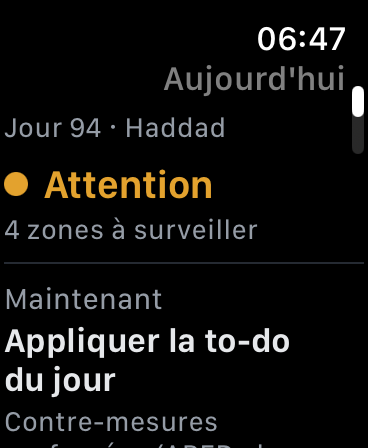 06:47
Aujourd'hui
Jour 94 · Haddad
Attention
4 zones à surveiller
Maintenant
Appliquer la to-do
du jour
Contre-mesures